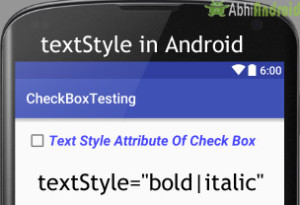 AbhiAndroid
textStyle in Android
6:00
CheckBoxTesting
Text Style Attribute Of Check Box
textStyle="bold|italic"